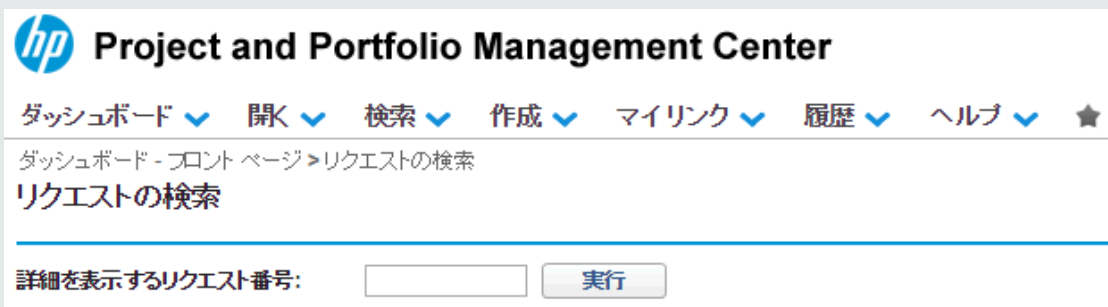 hp Project and Portfolio Management Center
ダッシュボード 開く 検索 作成 マイリンク 履歴 ヘルプ
ダッシュボード - フロント ページ > リクエストの検索
リクエストの検索
詳細を表示するリクエスト番号: 実行